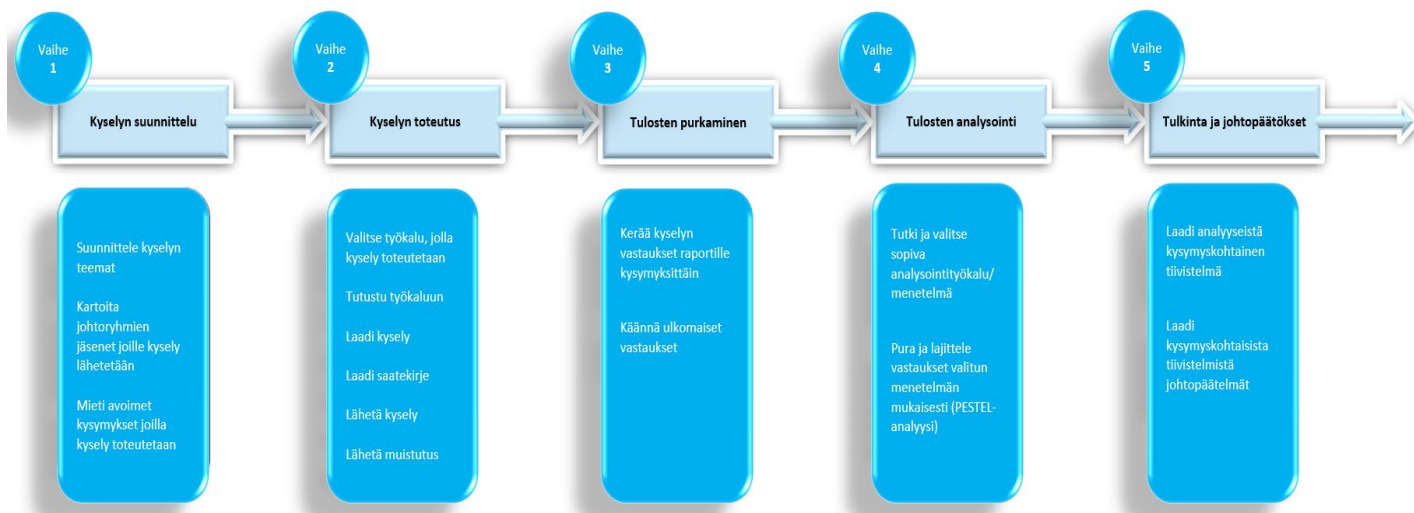 Vaihe
1
Kyselyn suunnittelu
Suunnittele kyselyn
teemat
Kartoita
johtoryhmien
jäsenet joille kysely
lähetetään
Mieti avoimet
kysymykset joilla
kysely toteutetaan
Vaihe
2
Kyselyn toteutus
Valitse työkalu, jolla
kysely toteutetaan
Tutustu työkaluun
Laadi kysely
Laadi saatekirje
Lähetä kysely
Lähetä muistutus
Vaihe
3
Tulosten purkaminen
Kerää kyselyn
vastaukset raportille
kysymyksittäin
Käännä ulkomaiset
vastaukset
Vaihe
4
Tulosten analysointi
Tutki ja valitse
sopiva
analysointityökalu/
menetelmä
Pura ja lajittele
vastaukset valitun
menetelmän
mukaisesti (PESTEL-
analyysi)
Vaihe
5
Tulkinta ja johtopäätökset
Laadi analyyseistä
kysymyskohtainen
tiivistelmä
Laadi
kysymyskohtaisista
tiivistelmistä
johtopäätelmät